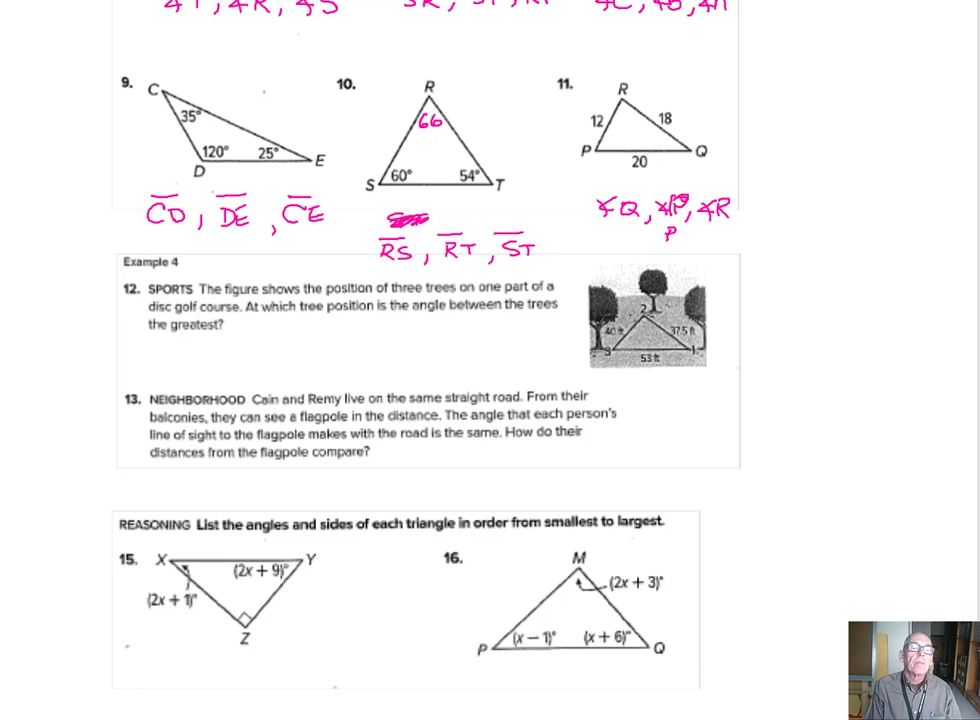 ∡T, ∡R, ∡S
9.
C
35°
120°
25°
D
E
C̅D̅, D̅E̅, C̅E̅
10.
R
66
60°
54°
S
T
R̅S̅, R̅T̅, S̅T̅
11.
R
12
18
P
Q
20
∡Q, ∡P, ∡R
P
Example 4
12. SPORTS The figure shows the position of three trees on one part of a
disc golf course. At which tree position is the angle between the trees
the greatest?
2
40 ft
37.5 ft
3
1
53 ft
13. NEIGHBORHOOD Cain and Remy live on the same straight road. From their
balconies, they can see a flagpole in the distance. The angle that each person's
line of sight to the flagpole makes with the road is the same. How do their
distances from the flagpole compare?
REASONING List the angles and sides of each triangle in order from smallest to largest.
15.
X
Y
(2x + 9)°
(2x + 1)°
Z
16.
M
(2x + 3)°
(x − 1)°
(x + 6)°
P
Q